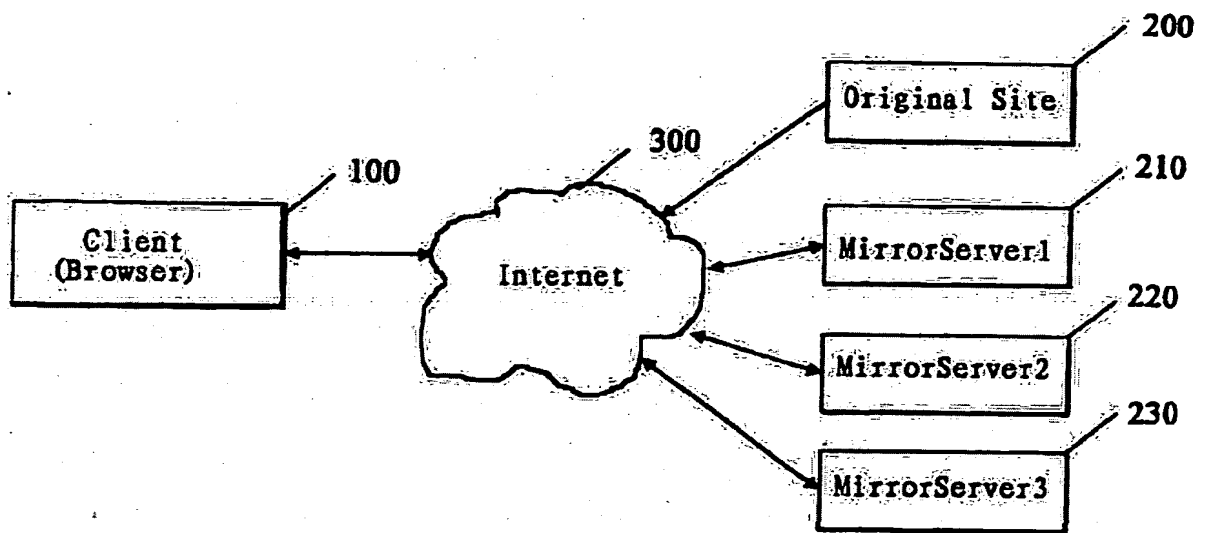 200
Original Site
300
100
210
Client
(Browser)
MirrorServer1
Internet
220
MirrorServer2
230
MirrorServer3